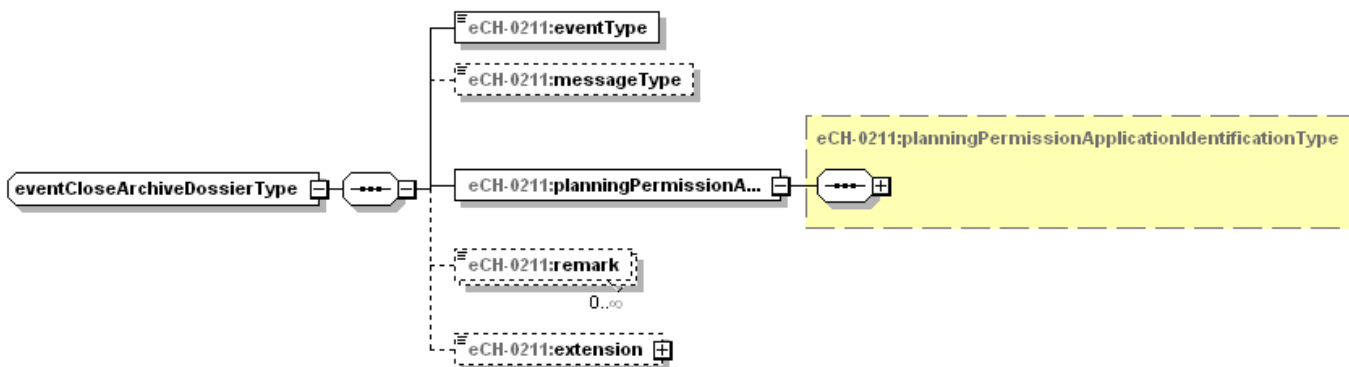 eCH-0211:eventType
eCH-0211:messageType
eCH-0211:planningPermissionApplicationIdentificationType
eventCloseArchiveDossierType
eCH-0211:planningPermissionA...
eCH-0211:remark
0..∞
eCH-0211:extension